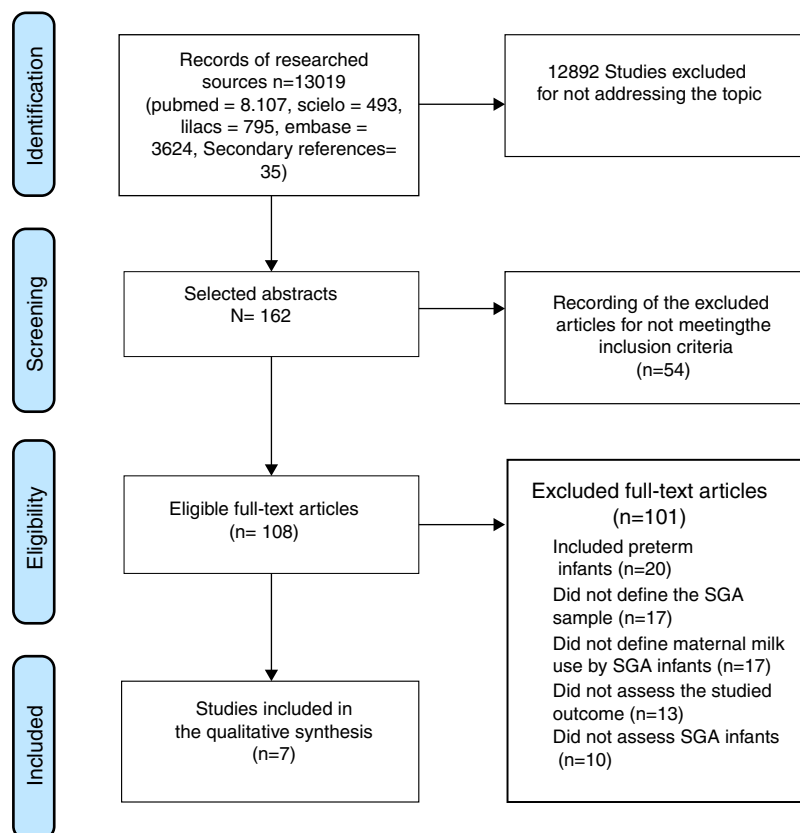 Identification
Records of researched
sources n=13019
(pubmed = 8.107, scielo = 493,
lilacs = 795, embase =
3624, Secondary references=
35)
12892 Studies excluded
for not addressing the topic
Screening
Selected abstracts
N= 162
Recording of the excluded
articles for not meetingthe
inclusion criteria
(n=54)
Eligibility
Eligible full-text articles
(n= 108)
Excluded full-text articles
(n=101)
Included preterm
infants (n=20)
Did not define the SGA
sample (n=17)
Did not define maternal milk
use by SGA infants (n=17)
Did not assess the studied
outcome (n=13)
Did not assess SGA infants
(n=10)
Included
Studies included in
the qualitative synthesis
(n=7)